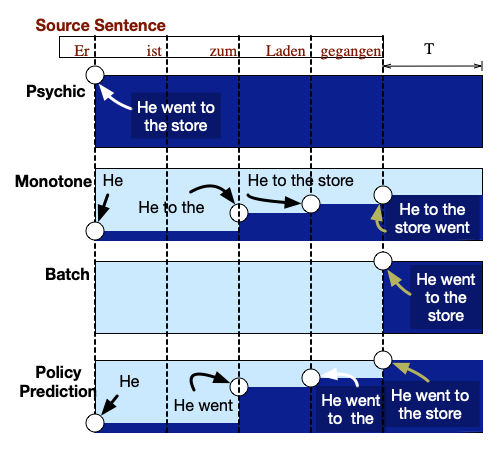 Source Sentence
Er ist zum Laden gegangen
T
Psychic
He went to
the store
Monotone
He
He to the
He to the store
He to the
store went
Batch
He went
to the
store
Policy
Prediction
He
He went
He went
to the
He went to
the store